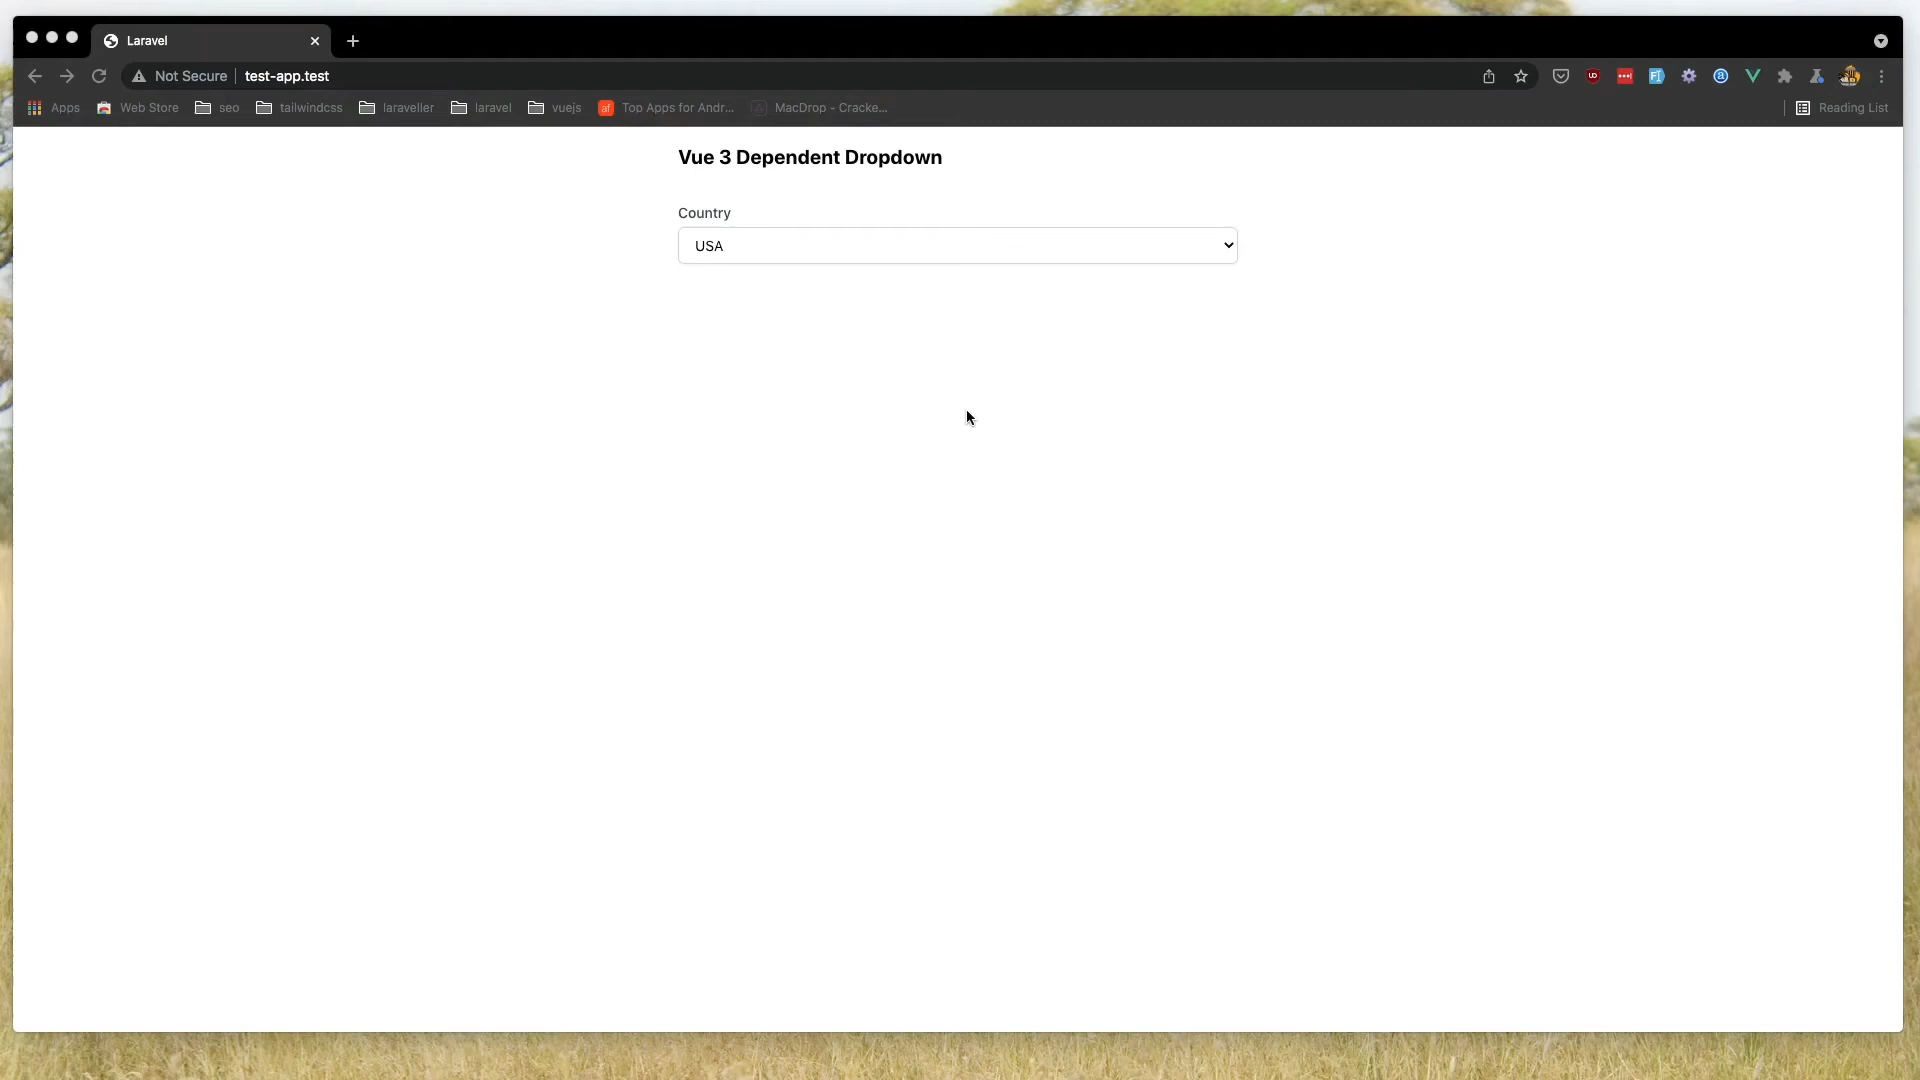 Laravel
Not Secure test-app.test
Apps Web Store seo tailwindcss laraveller laravel vuejs Top Apps for Andr... MacDrop - Cracke... Reading List
Vue 3 Dependent Dropdown
Country
USA